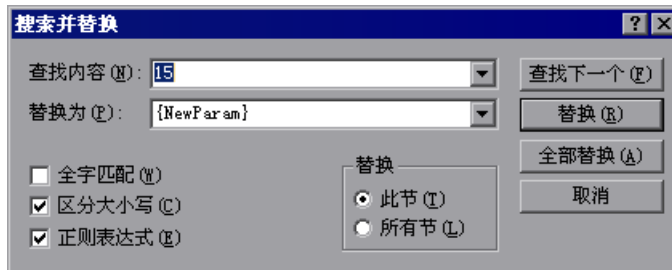 搜索并替换
查找内容(N): 15
查找下一个(F)
替换为(P): {NewParam}
替换(R)
全部替换(A)
取消
全字匹配(W)
区分大小写(C)
正则表达式(E)
替换
此节(T)
所有节(L)